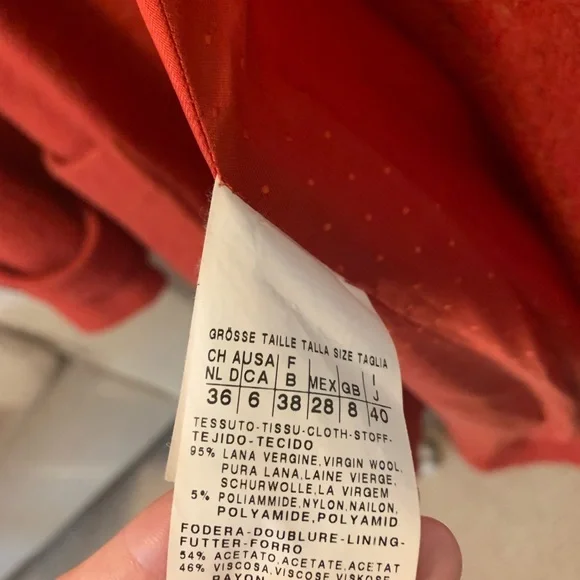 GRÖSSE TAILLE TALLA SIZE TAGLIA
CH A USA F I
NL D CA B MEX GB J
36 6 38 28 8 40
TESSUTO-TISSU-CLOTH-STOFF-
TEJIDO-TECIDO
95% LANA VERGINE,VIRGIN WOOL,
PURA LANA,LAINE VIERGE,
SCHURWOLLE,LA VIRGEM
5% POLIAMMIDE,NYLON,NAILON,
POLYAMIDE,POLYAMID
FODERA-DOUBLURE-LINING-
FUTTER-FORRO
54% ACETATO,ACETATE,ACETAT
46% VISCOSA,VISCOSE,VISKOSE
RAYON